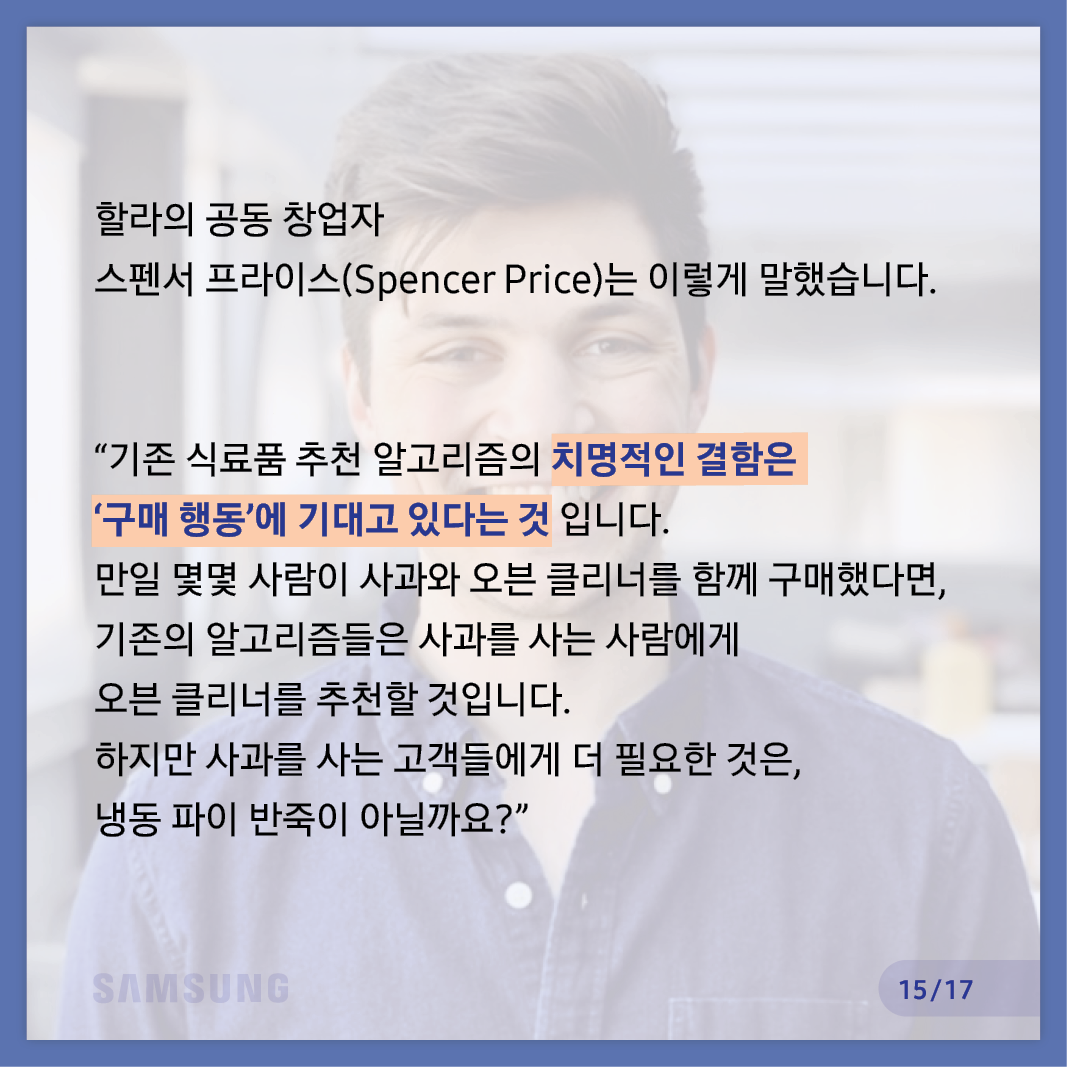 할라의 공동 창업자
스펜서 프라이스(Spencer Price)는 이렇게 말했습니다.
“기존 식료품 추천 알고리즘의 치명적인 결함은
‘구매 행동’에 기대고 있다는 것 입니다.
만일 몇몇 사람이 사과와 오븐 클리너를 함께 구매했다면,
기존의 알고리즘들은 사과를 사는 사람에게
오븐 클리너를 추천할 것입니다.
하지만 사과를 사는 고객들에게 더 필요한 것은,
냉동 파이 반죽이 아닐까요?”
SAMSUNG
15/17